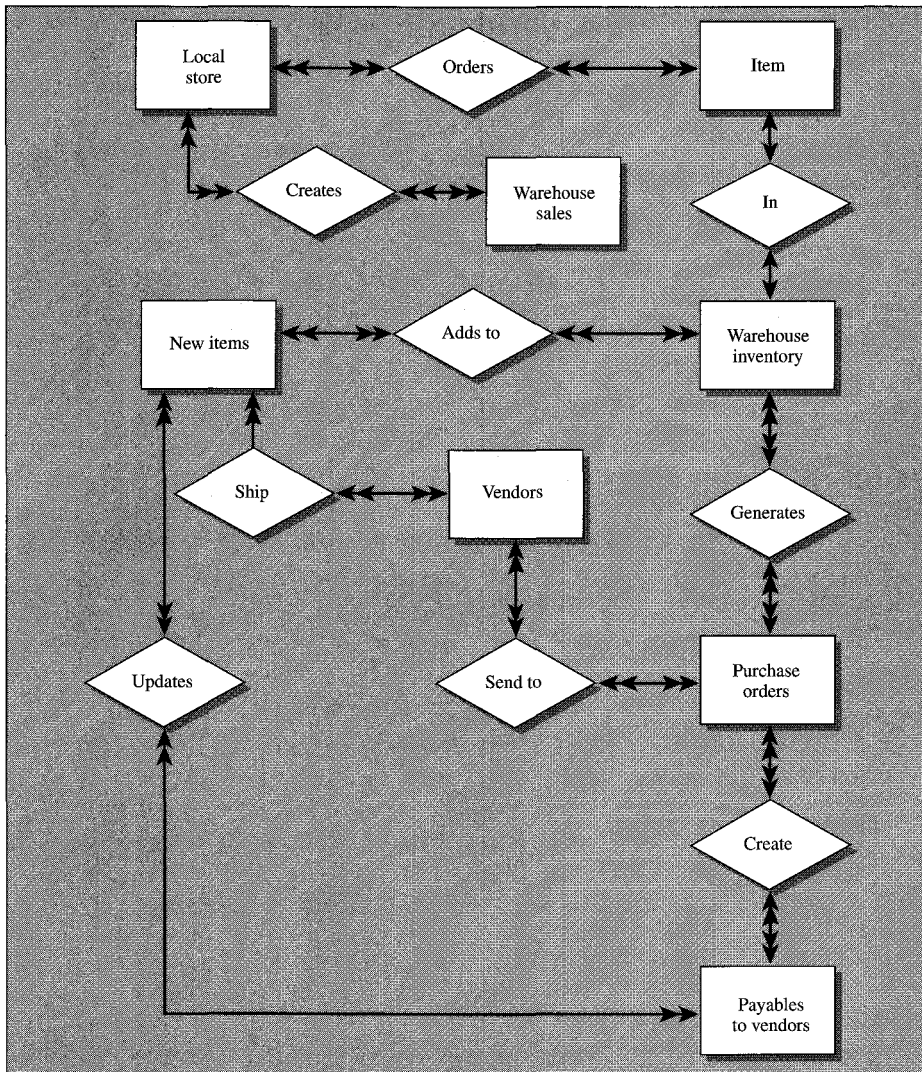 Local
store
Orders
Item
Creates
Warehouse
sales
In
New items
Adds to
Warehouse
inventory
Ship
Vendors
Generates
Updates
Send to
Purchase
orders
Create
Payables
to vendors